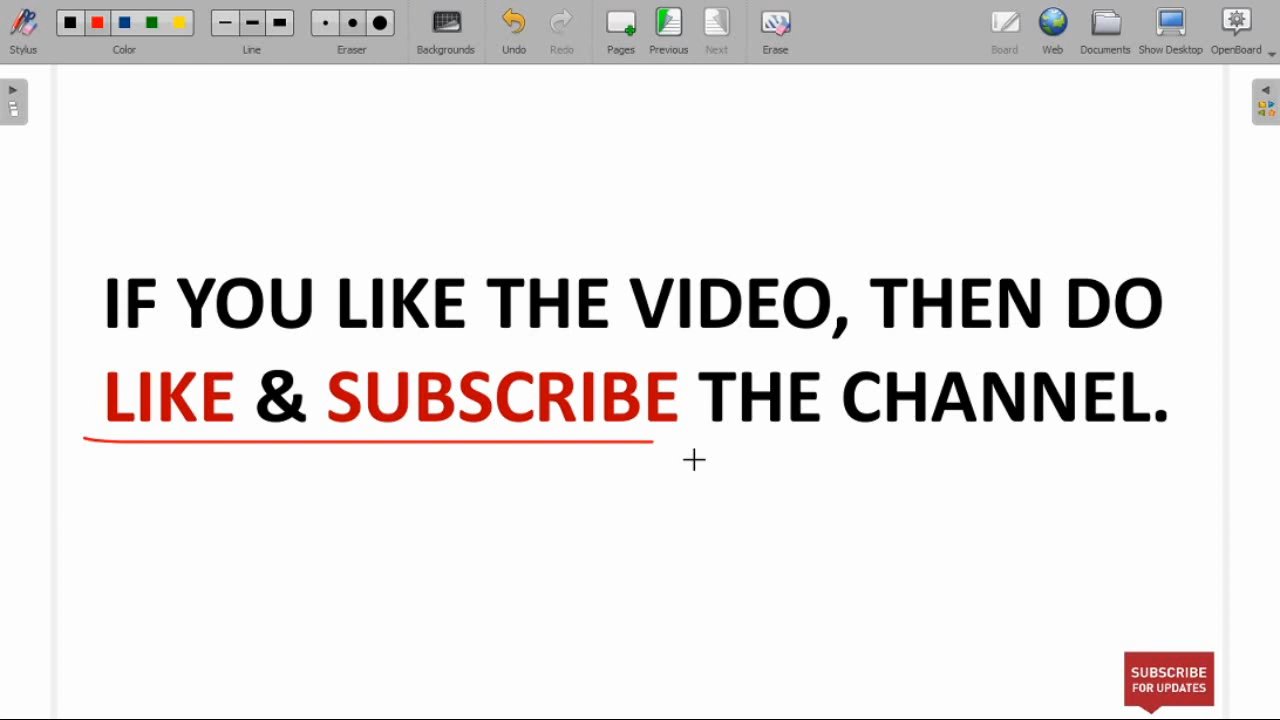 Stylus Color Line Eraser Backgrounds Undo Redo Pages Previous Next Erase Board Web Documents Show Desktop OpenBoard
IF YOU LIKE THE VIDEO, THEN DO
LIKE & SUBSCRIBE THE CHANNEL.
SUBSCRIBE
FOR UPDATES